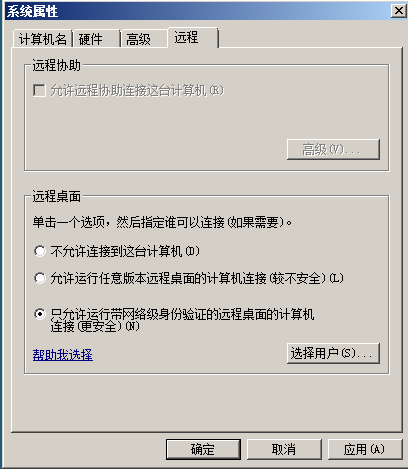 系统属性
计算机名 硬件 高级 远程
远程协助
允许远程协助连接这台计算机(R)
高级(V)...
远程桌面
单击一个选项，然后指定谁可以连接(如果需要)。
不允许连接到这台计算机(D)
允许运行任意版本远程桌面的计算机连接(较不安全)(L)
只允许运行带网络级身份验证的远程桌面的计算机
连接(更安全)(N)
帮助我选择
选择用户(S)...
确定 取消 应用(A)